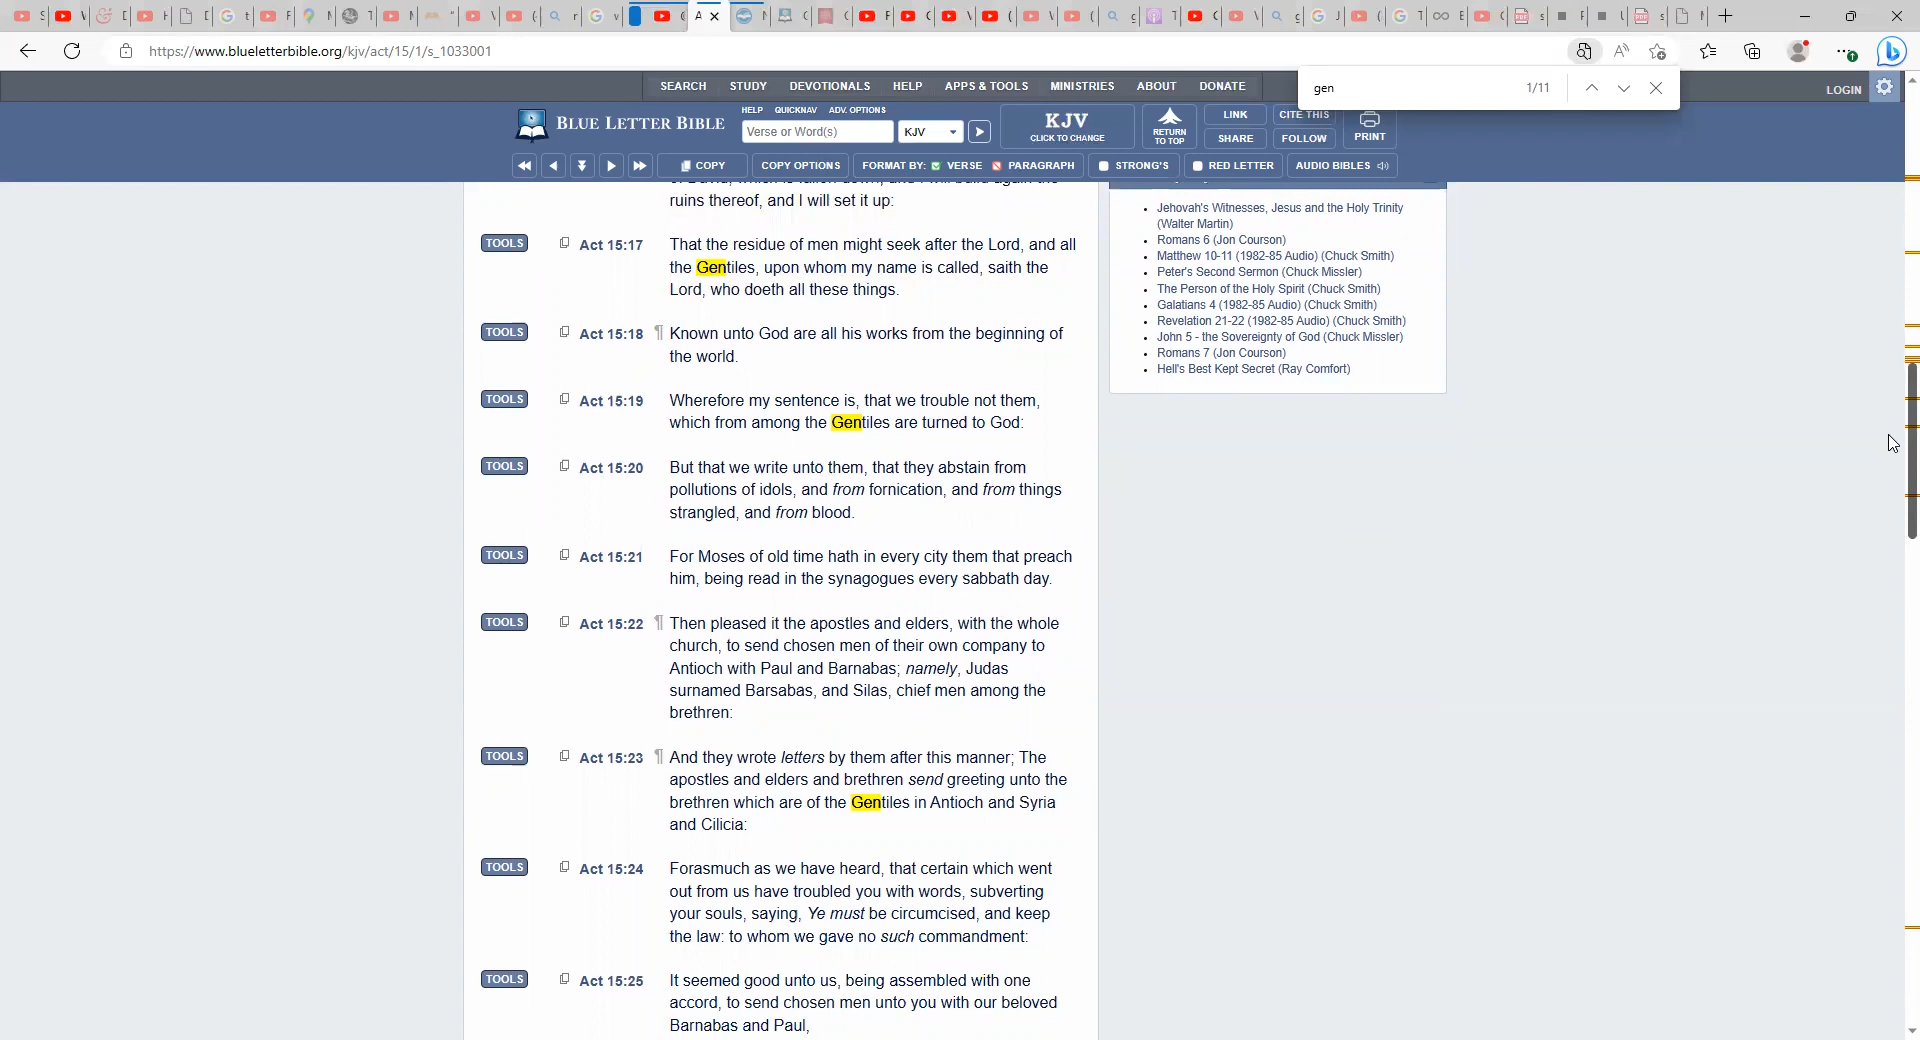 https://www.blueletterbible.org/kjv/act/15/1/s_1033001
gen
1/11
SEARCH STUDY DEVOTIONALS HELP APPS & TOOLS MINISTRIES ABOUT DONATE
LOGIN
HELP QUICKNAV ADV. OPTIONS
BLUE LETTER BIBLE
Verse or Word(s)
KJV
KJV
CLICK TO CHANGE
RETURN
TO TOP
LINK
CITE THIS
SHARE
FOLLOW
PRINT
COPY
COPY OPTIONS
FORMAT BY: VERSE PARAGRAPH
STRONG'S
RED LETTER
AUDIO BIBLES
ruins thereof, and I will set it up:
TOOLS Act 15:17 That the residue of men might seek after the Lord, and all
the Gentiles, upon whom my name is called, saith the
Lord, who doeth all these things.
TOOLS Act 15:18 ¶ Known unto God are all his works from the beginning of
the world.
TOOLS Act 15:19 Wherefore my sentence is, that we trouble not them,
which from among the Gentiles are turned to God:
TOOLS Act 15:20 But that we write unto them, that they abstain from
pollutions of idols, and from fornication, and from things
strangled, and from blood.
TOOLS Act 15:21 For Moses of old time hath in every city them that preach
him, being read in the synagogues every sabbath day.
TOOLS Act 15:22 ¶ Then pleased it the apostles and elders, with the whole
church, to send chosen men of their own company to
Antioch with Paul and Barnabas; namely, Judas
surnamed Barsabas, and Silas, chief men among the
brethren:
TOOLS Act 15:23 ¶ And they wrote letters by them after this manner; The
apostles and elders and brethren send greeting unto the
brethren which are of the Gentiles in Antioch and Syria
and Cilicia:
TOOLS Act 15:24 Forasmuch as we have heard, that certain which went
out from us have troubled you with words, subverting
your souls, saying, Ye must be circumcised, and keep
the law: to whom we gave no such commandment:
TOOLS Act 15:25 It seemed good unto us, being assembled with one
accord, to send chosen men unto you with our beloved
Barnabas and Paul,
Jehovah's Witnesses, Jesus and the Holy Trinity
(Walter Martin)
Romans 6 (Jon Courson)
Matthew 10-11 (1982-85 Audio) (Chuck Smith)
Peter's Second Sermon (Chuck Missler)
The Person of the Holy Spirit (Chuck Smith)
Galatians 4 (1982-85 Audio) (Chuck Smith)
Revelation 21-22 (1982-85 Audio) (Chuck Smith)
John 5 - the Sovereignty of God (Chuck Missler)
Romans 7 (Jon Courson)
Hell's Best Kept Secret (Ray Comfort)